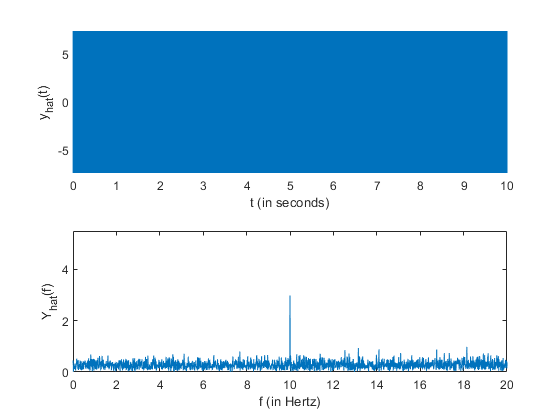 5
0
-5
y_hat(t)
0 1 2 3 4 5 6 7 8 9 10
t (in seconds)
4
2
0
Y_hat(f)
0 2 4 6 8 10 12 14 16 18 20
f (in Hertz)